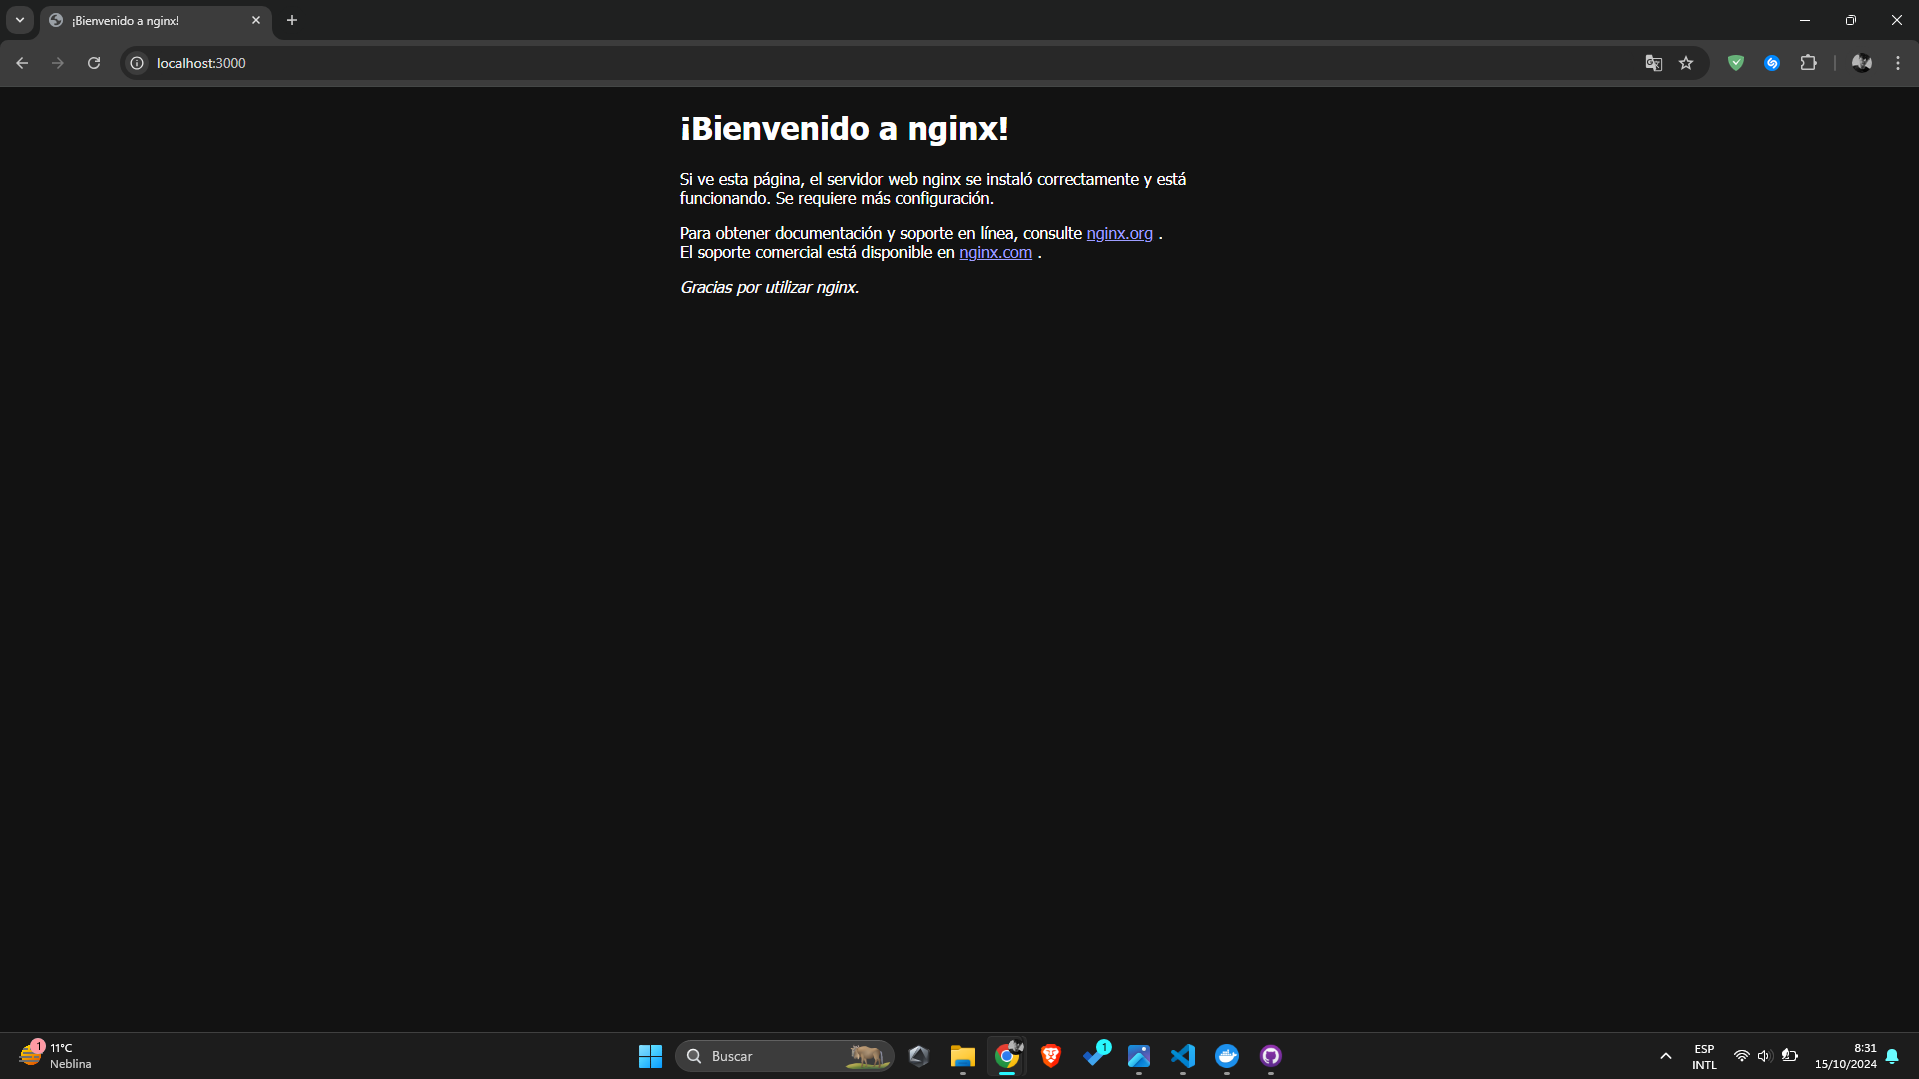 ¡Bienvenido a nginx!
localhost:3000
¡Bienvenido a nginx!
Si ve esta página, el servidor web nginx se instaló correctamente y está
funcionando. Se requiere más configuración.
Para obtener documentación y soporte en línea, consulte nginx.org .
El soporte comercial está disponible en nginx.com .
Gracias por utilizar nginx.
1
11°C
Neblina
Buscar
1
ESP
INTL
8:31
15/10/2024